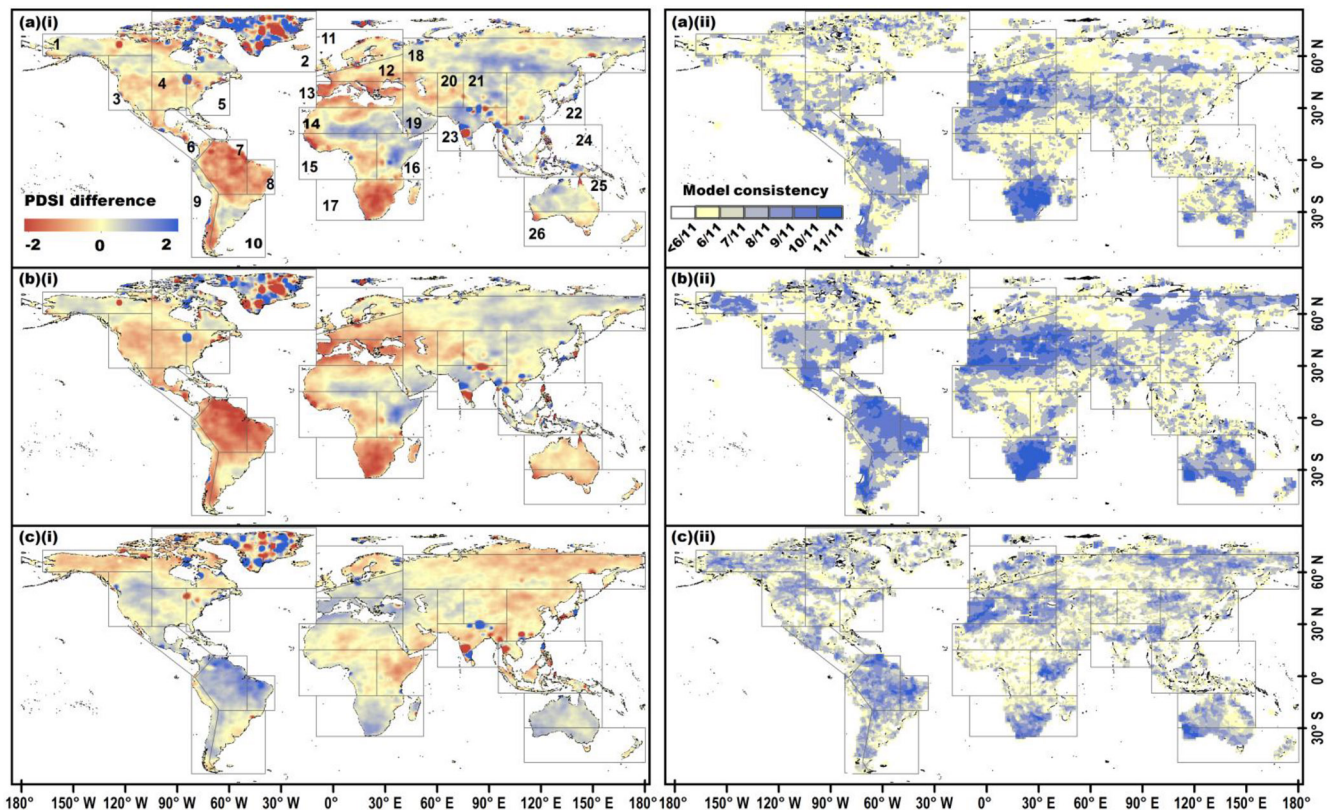 (a)(i)
1
2
3
4
5
6
7
8
9
10
11
12
13
14
15
16
17
18
19
20
21
22
23
24
25
26
PDSI difference
-2 0 2
(a)(ii)
Model consistency
<6/11 6/11 7/11 8/11 9/11 10/11 11/11
60° N
30° N
0°
30° S
(b)(i)
(b)(ii)
60° N
30° N
0°
30° S
(c)(i)
(c)(ii)
60° N
30° N
0°
30° S
180° 150° W 120° W 90° W 60° W 30° W 0° 30° E 60° E 90° E 120° E 150° E 180°
180° 150° W 120° W 90° W 60° W 30° W 0° 30° E 60° E 90° E 120° E 150° E 180°